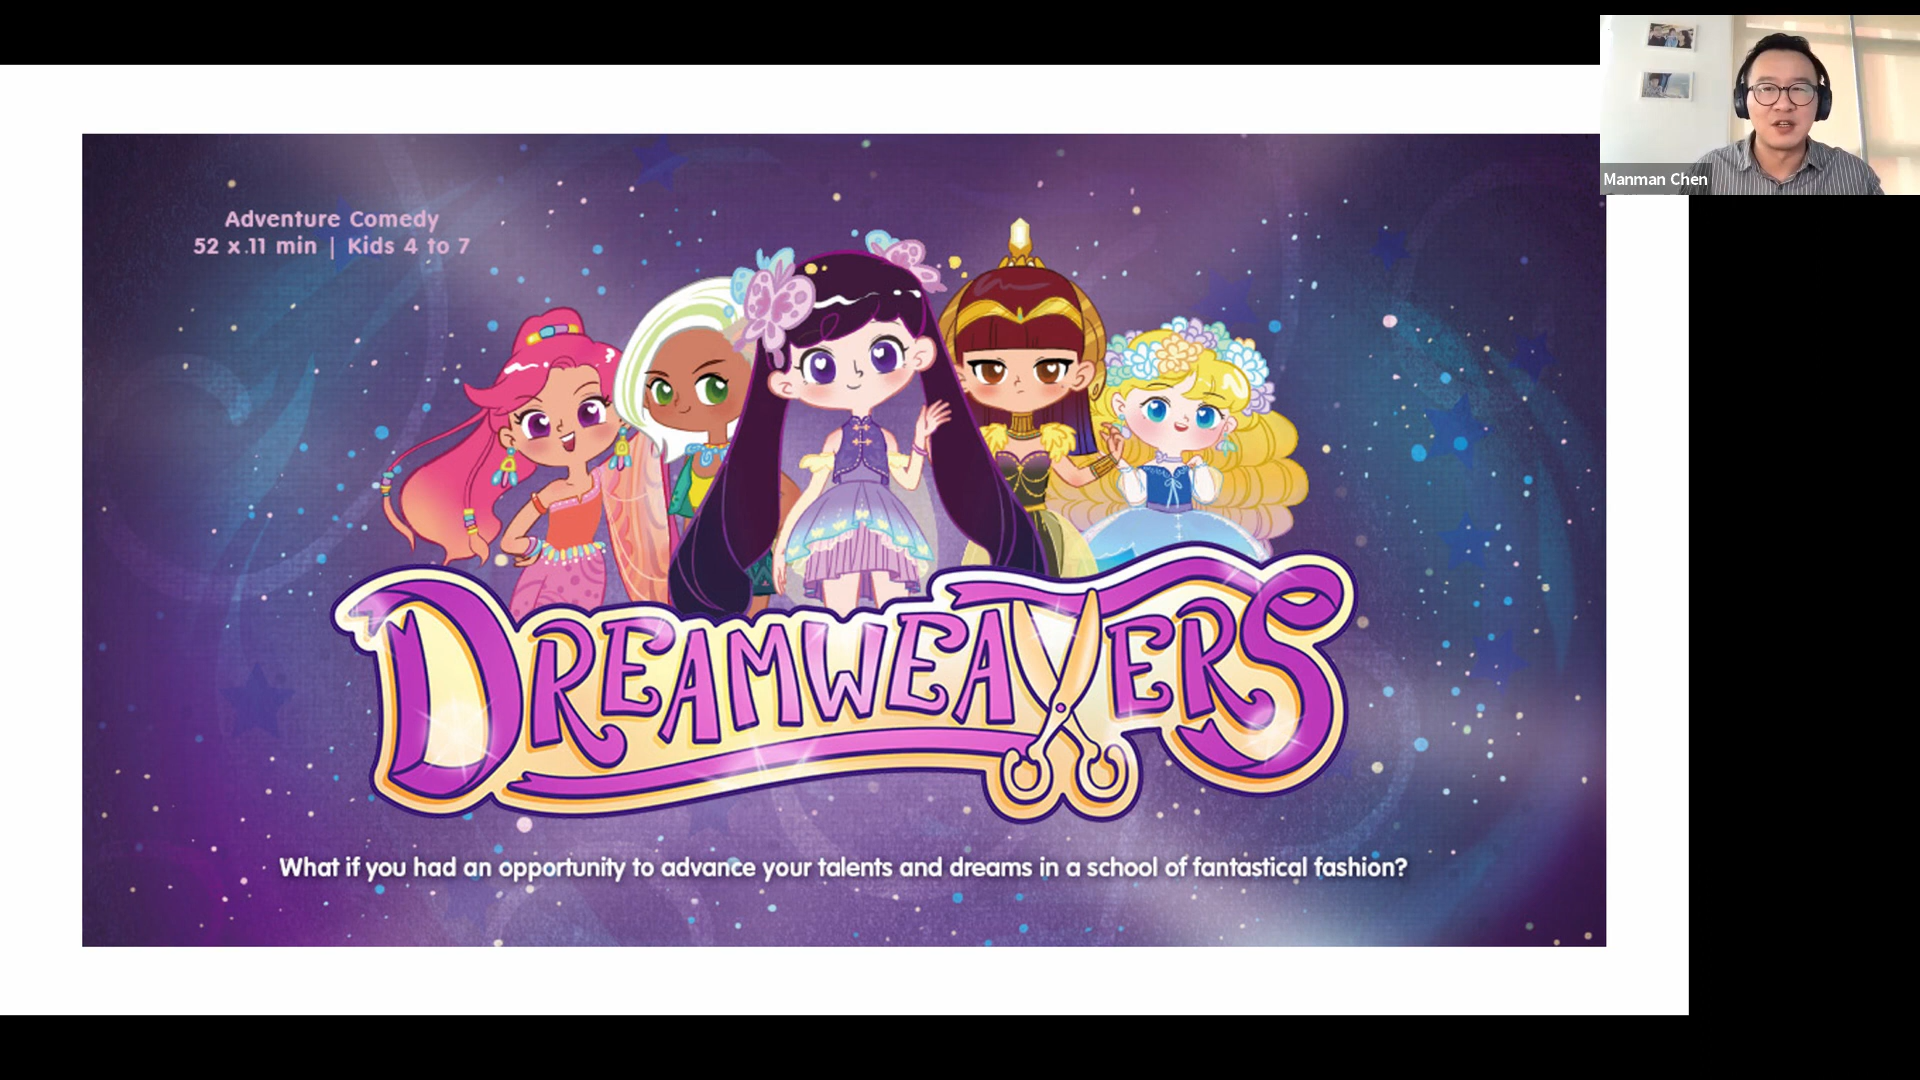 Adventure Comedy
52 x 11 min | Kids 4 to 7
DREAMWEAVERS
What if you had an opportunity to advance your talents and dreams in a school of fantastical fashion?
Manman Chen